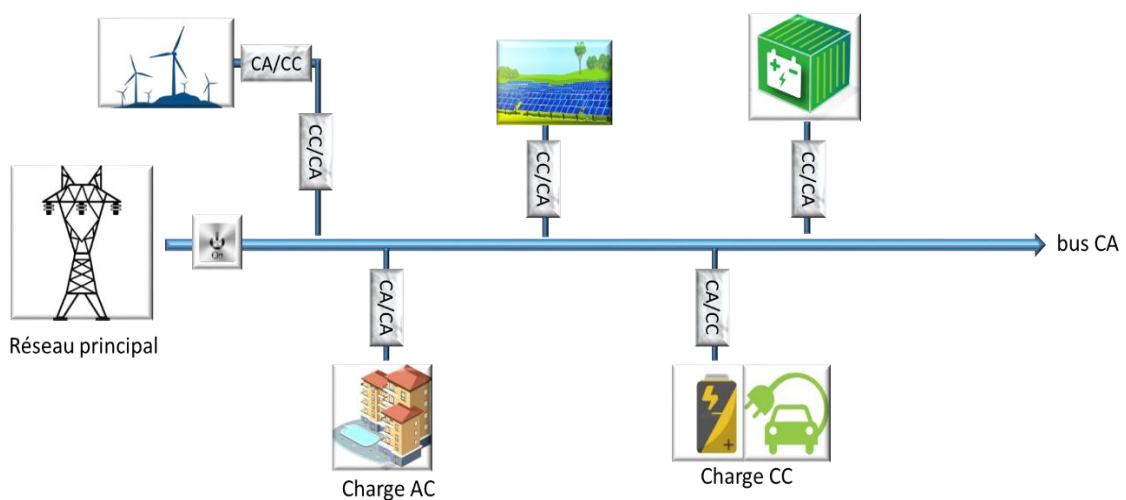 CA/CC
CC/CA
CC/CA
CC/CA
On
bus CA
CA/CA
CA/CC
Réseau principal
Charge AC
Charge CC